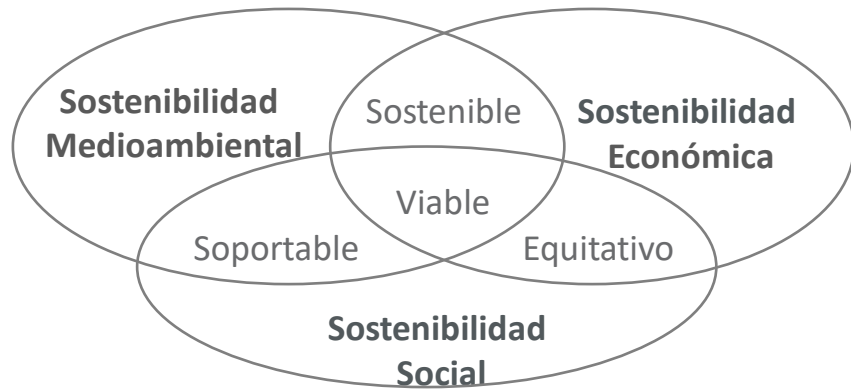 Sostenibilidad
Medioambiental
Sostenible
Sostenibilidad
Económica
Viable
Soportable
Equitativo
Sostenibilidad
Social